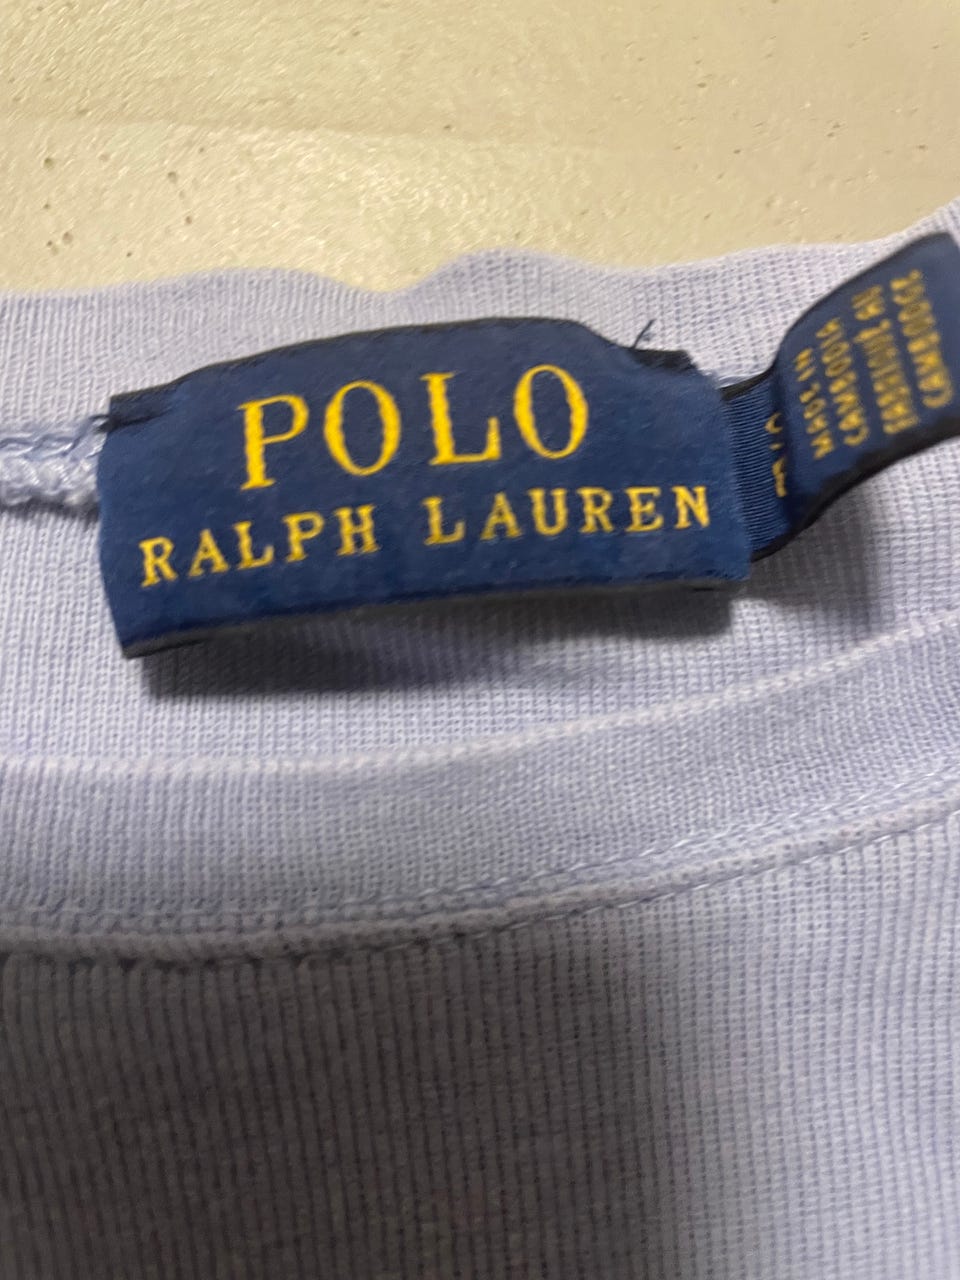 POLO
RALPH LAUREN
MADE IN
CAMBODIA
FABRIQUÉ AU
CAMBODGE